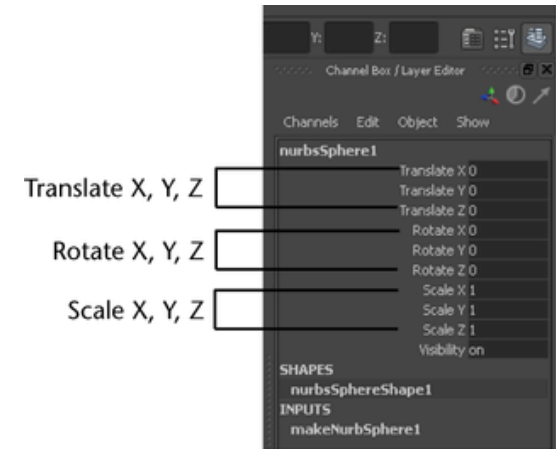 Y: Z:
Channel Box / Layer Editor
Channels Edit Object Show
nurbsSphere1
Translate X 0
Translate Y 0
Translate Z 0
Rotate X 0
Rotate Y 0
Rotate Z 0
Scale X 1
Scale Y 1
Scale Z 1
Visibility on
SHAPES
nurbsSphereShape1
INPUTS
makeNurbSphere1
Translate X, Y, Z
Rotate X, Y, Z
Scale X, Y, Z